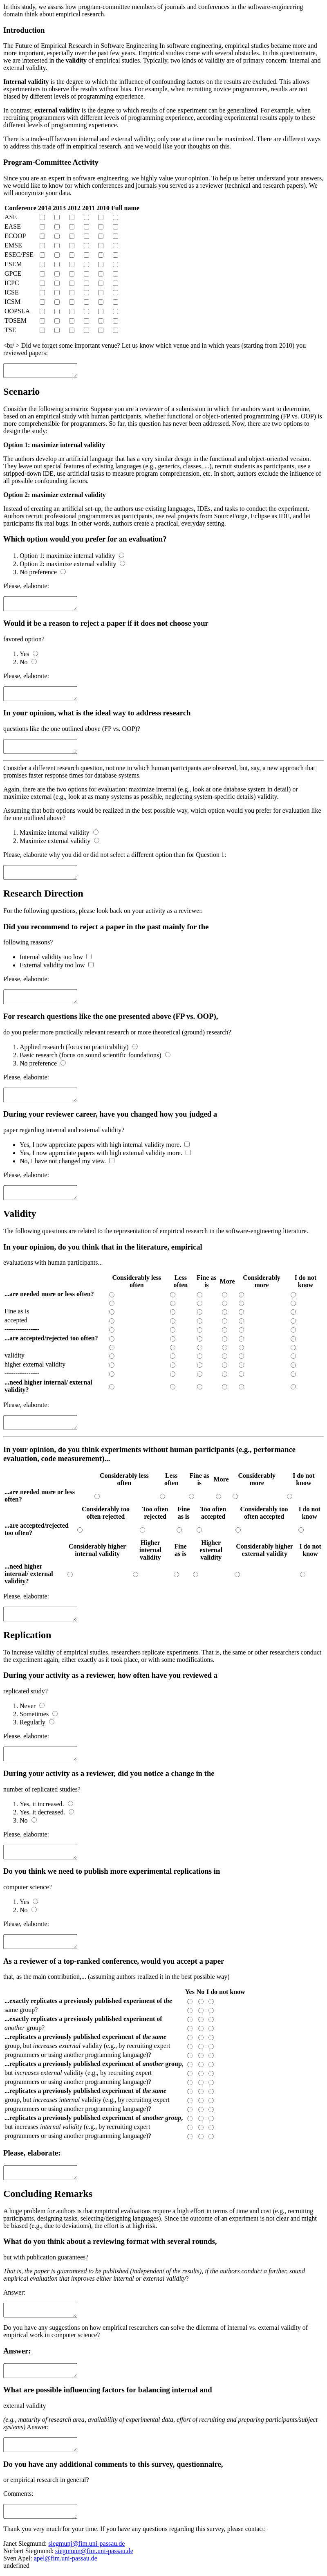 In this study, we assess how program-committee members of journals and conferences in the software-engineering
domain think about empirical research.
Introduction
The Future of Empirical Research in Software Engineering In software engineering, empirical studies became more and
more important, especially over the past few years. Empirical studies come with several obstacles. In this questionnaire,
we are interested in the validity of empirical studies. Typically, two kinds of validity are of primary concern: internal and
external validity.
Internal validity is the degree to which the influence of confounding factors on the results are excluded. This allows
experimenters to observe the results without bias. For example, when recruiting novice programmers, results are not
biased by different levels of programming experience.
In contrast, external validity is the degree to which results of one experiment can be generalized. For example, when
recruiting programmers with different levels of programming experience, according experimental results apply to these
different levels of programming experience.
There is a trade-off between internal and external validity; only one at a time can be maximized. There are different ways
to address this trade off in empirical research, and we would like your thoughts on this.
Program-Committee Activity
Since you are an expert in software engineering, we highly value your opinion. To help us better understand your answers,
we would like to know for which conferences and journals you served as a reviewer (technical and research papers). We
will anonymize your data.
Conference 2014 2013 2012 2011 2010 Full name
ASE
EASE
ECOOP
EMSE
ESEC/FSE
ESEM
GPCE
ICPC
ICSE
ICSM
OOPSLA
TOSEM
TSE
<br/ > Did we forget some important venue? Let us know which venue and in which years (starting from 2010) you
reviewed papers:
Scenario
Consider the following scenario: Suppose you are a reviewer of a submission in which the authors want to determine,
based on an empirical study with human participants, whether functional or object-oriented programming (FP vs. OOP) is
more comprehensible for programmers. So far, this question has never been addressed. Now, there are two options to
design the study:
Option 1: maximize internal validity
The authors develop an artificial language that has a very similar design in the functional and object-oriented version.
They leave out special features of existing languages (e.g., generics, classes, ...), recruit students as participants, use a
stripped-down IDE, use artificial tasks to measure program comprehension, etc. In short, authors exclude the influence of
all possible confounding factors.
Option 2: maximize external validity
Instead of creating an artificial set-up, the authors use existing languages, IDEs, and tasks to conduct the experiment.
Authors recruit professional programmers as participants, use real projects from SourceForge, Eclipse as IDE, and let
participants fix real bugs. In other words, authors create a practical, everyday setting.
Which option would you prefer for an evaluation?
1. Option 1: maximize internal validity
2. Option 2: maximize external validity
3. No preference
Please, elaborate:
Would it be a reason to reject a paper if it does not choose your
favored option?
1. Yes
2. No
Please, elaborate:
In your opinion, what is the ideal way to address research
questions like the one outlined above (FP vs. OOP)?
Consider a different research question, not one in which human participants are observed, but, say, a new approach that
promises faster response times for database systems.
Again, there are the two options for evaluation: maximize internal (e.g., look at one database system in detail) or
maximize external (e.g., look at as many systems as possible, neglecting system-specific details) validity.
Assuming that both options would be realized in the best possible way, which option would you prefer for evaluation like
the one outlined above?
1. Maximize internal validity
2. Maximize external validity
Please, elaborate why you did or did not select a different option than for Question 1:
Research Direction
For the following questions, please look back on your activity as a reviewer.
Did you recommend to reject a paper in the past mainly for the
following reasons?
Internal validity too low
External validity too low
Please, elaborate:
For research questions like the one presented above (FP vs. OOP),
do you prefer more practically relevant research or more theoretical (ground) research?
1. Applied research (focus on practicability)
2. Basic research (focus on sound scientific foundations)
3. No preference
Please, elaborate:
During your reviewer career, have you changed how you judged a
paper regarding internal and external validity?
Yes, I now appreciate papers with high internal validity more.
Yes, I now appreciate papers with high external validity more.
No, I have not changed my view.
Please, elaborate:
Validity
The following questions are related to the representation of empirical research in the software-engineering literature.
In your opinion, do you think that in the literature, empirical
evaluations with human participants...
Considerably less often Less often Fine as is More Considerably more I do not know
...are needed more or less often?
Fine as is
accepted
----------------
...are accepted/rejected too often?
validity
higher external validity
----------------
...need higher internal/ external validity?
Please, elaborate:
In your opinion, do you think experiments without human participants (e.g., performance
evaluation, code measurement)...
Considerably less often Less often Fine as is More Considerably more I do not know
...are needed more or less often?
Considerably too often rejected Too often rejected Fine as is Too often accepted Considerably too often accepted I do not know
...are accepted/rejected too often?
Considerably higher internal validity Higher internal validity Fine as is Higher external validity Considerably higher external validity I do not know
...need higher internal/ external validity?
Please, elaborate:
Replication
To increase validity of empirical studies, researchers replicate experiments. That is, the same or other researchers conduct
the experiment again, either exactly as it took place, or with some modifications.
During your activity as a reviewer, how often have you reviewed a
replicated study?
1. Never
2. Sometimes
3. Regularly
Please, elaborate:
During your activity as a reviewer, did you notice a change in the
number of replicated studies?
1. Yes, it increased.
2. Yes, it decreased.
3. No
Please, elaborate:
Do you think we need to publish more experimental replications in
computer science?
1. Yes
2. No
Please, elaborate:
As a reviewer of a top-ranked conference, would you accept a paper
that, as the main contribution,... (assuming realized it in the best possible way)
Yes No I do not know
...exactly replicates a previously published experiment of the
same group?
...exactly replicates a previously published experiment of
another group?
...replicates a previously published experiment of the same
group, but increases external validity (e.g., by recruiting expert
programmers or using another programming language)?
...replicates a previously published experiment of another group,
but increases external validity (e.g., by recruiting expert
programmers or using another programming language)?
...replicates a previously published experiment of the same
group, but increases internal validity (e.g., by recruiting expert
programmers or using another programming language)?
...replicates a previously published experiment of another group,
but increases internal validity (e.g., by recruiting expert
programmers or using another programming language)?
Please, elaborate:
Concluding Remarks
A huge problem for authors is that empirical evaluations require a high effort in terms of time and cost (e.g., recruiting
participants, designing tasks, selecting/designing languages). Since the outcome of an experiment is not clear and might
be biased (e.g., due to deviations), the effort is at high risk.
What do you think about a reviewing format with several rounds,
but with publication guarantees?
That is, the paper is guaranteed to be published (independent of the results), if the authors conduct a further, sound
empirical evaluation that improves either internal or external validity?
Answer:
Do you have any suggestions on how empirical researchers can solve the dilemma of internal vs. external validity of
empirical work in computer science?
Answer:
What are possible influencing factors for balancing internal and
external validity
(e.g., maturity of research area, availability of experimental data, effort of recruiting and preparing participants/subject
systems) Answer:
Do you have any additional comments to this survey, questionnaire,
or empirical research in general?
Comments:
Thank you very much for your time. If you have any questions regarding this survey, please contact:
Janet Siegmund: siegmunj@fim.uni-passau.de
Norbert Siegmund: siegmunn@fim.uni-passau.de
Sven Apel: apel@fim.uni-passau.de
undefined